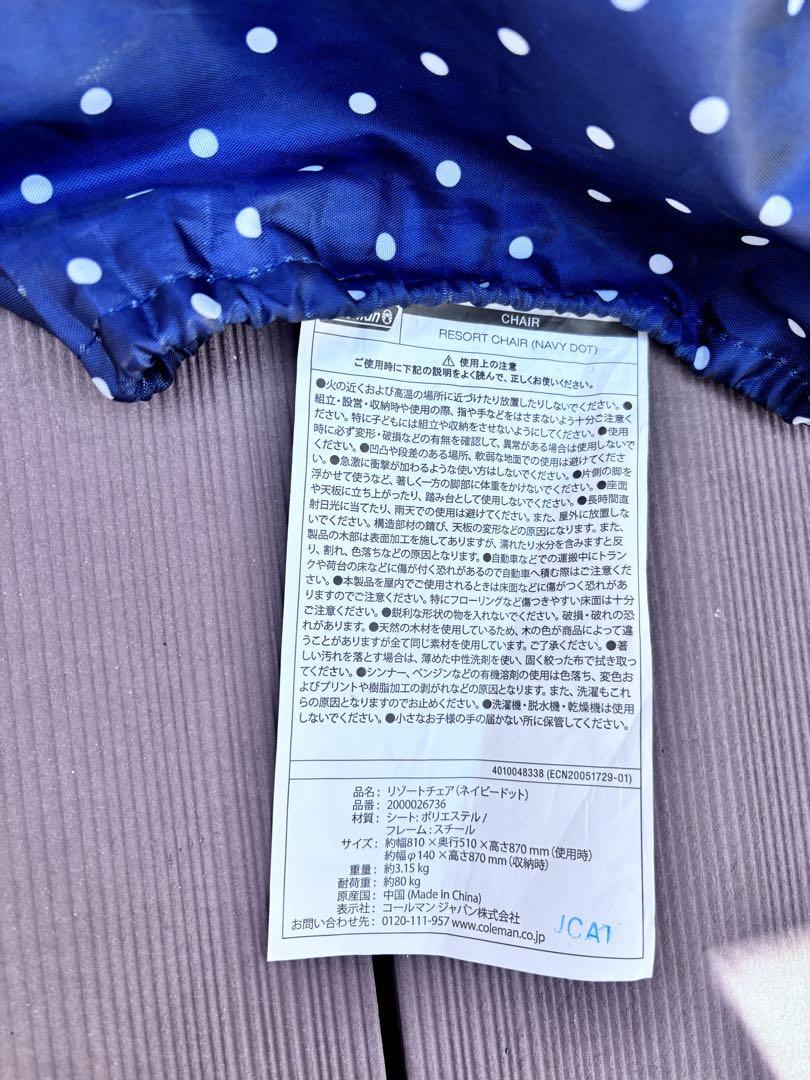 CHAIR
RESORT CHAIR (NAVY DOT)
⚠ 使用上の注意
ご使用時に下記の説明をよく読んで、正しくお使いください。
●火の近くおよび高温の場所に近づけたり放置したりしないでください。●
組立・設営・収納時や使用の際、指や手などをはさまないよう十分ご注意く
ださい。特に子どもには組立や収納をさせないようにしてください。●使用
時に必ず変形・破損などの有無を確認して、異常がある場合は使用しないで
ください。●凹凸や段差のある場所、軟弱な地面での使用は避けてくださ
い。●急激に衝撃が加わるような使い方はしないでください。●片側の脚を
浮かせて使うなど、著しく一方の脚部に体重をかけないでください。●座面
や天板に立ち上がったり、踏み台として使用しないでください。●長時間直
射日光に当てたり、雨天での使用は避けてください。また、屋外に放置しな
いでください。構造部材の錆び、天板の変形などの原因になります。また、
製品の木部は表面加工を施してありますが、濡れたり水分を含みますと反
り、割れ、色落ちなどの原因となります。●自動車などでの運搬中にトラン
クや荷台の床などに傷が付く恐れがあるので自動車へ積む際はご注意くだ
さい。●本製品を屋内でご使用されるときは床面などに傷がつく恐れがあ
りますのでご注意ください。特にフローリングなど傷つきやすい床面は十分
ご注意ください。●鋭利な形状の物を入れないでください。破損・破れの恐
れがあります。●天然の木材を使用しているため、木の色が商品によって違
うことがありますが全て同じ素材を使用しています。ご了承ください。●著
しい汚れを落とす場合は、薄めた中性洗剤を使い、固く絞った布で拭き取っ
てください。●シンナー、ベンジンなどの有機溶剤の使用は色落ち、変色お
よびプリントや樹脂加工の剥がれなどの原因となります。また、洗濯もこれ
らの原因となりますのでお止めください。●洗濯機・脱水機・乾燥機は使用
しないでください。●小さなお子様の手の届かない所に保管してください。
4010048338 (ECN20051729-01)
品名：リゾートチェア（ネイビードット）
品番：2000026736
材質：シート：ポリエステル /
フレーム：スチール
サイズ：約幅810×奥行510×高さ870 mm（使用時）
約幅φ140×高さ870 mm（収納時）
重量：約3.15 kg
耐荷重：約80 kg
原産国：中国 (Made in China)
表示社：コールマン ジャパン株式会社
お問い合わせ先：0120-111-957 www.coleman.co.jp
JCAT